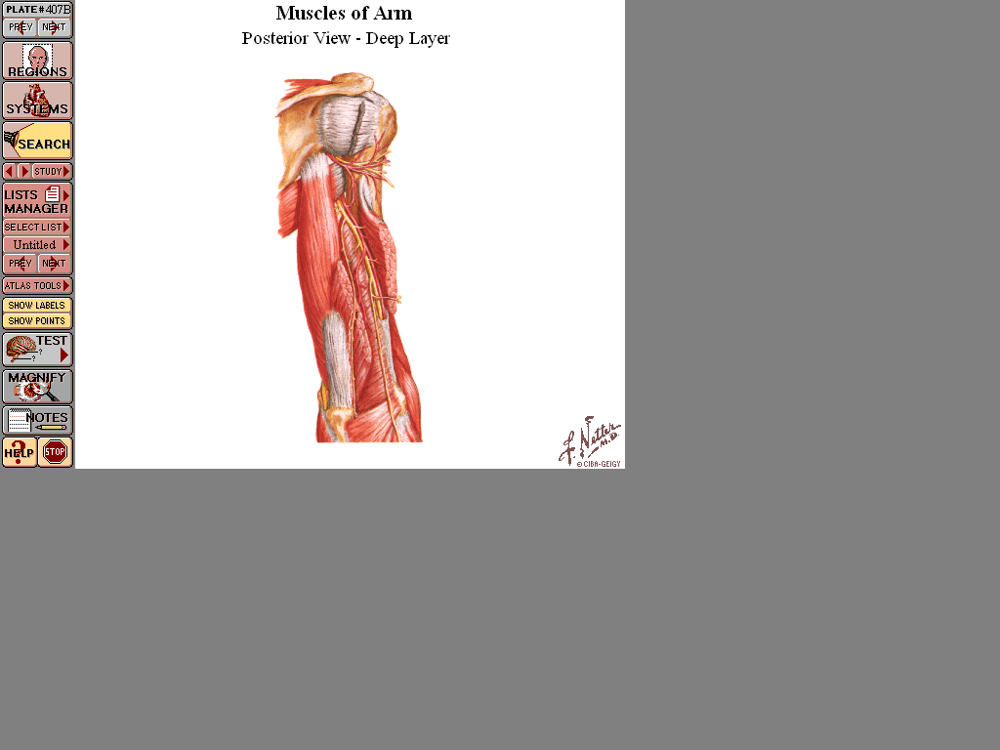 PLATE# 407B
PREV NEXT
REGIONS
SYSTEMS
SEARCH
STUDY
LISTS
MANAGER
SELECT LIST
Untitled
PREV NEXT
ATLAS TOOLS
SHOW LABELS
SHOW POINTS
TEST
MAGNIFY
NOTES
HELP STOP
Muscles of Arm
Posterior View - Deep Layer
F. Netter
M.D.
© CIBA-GEIGY